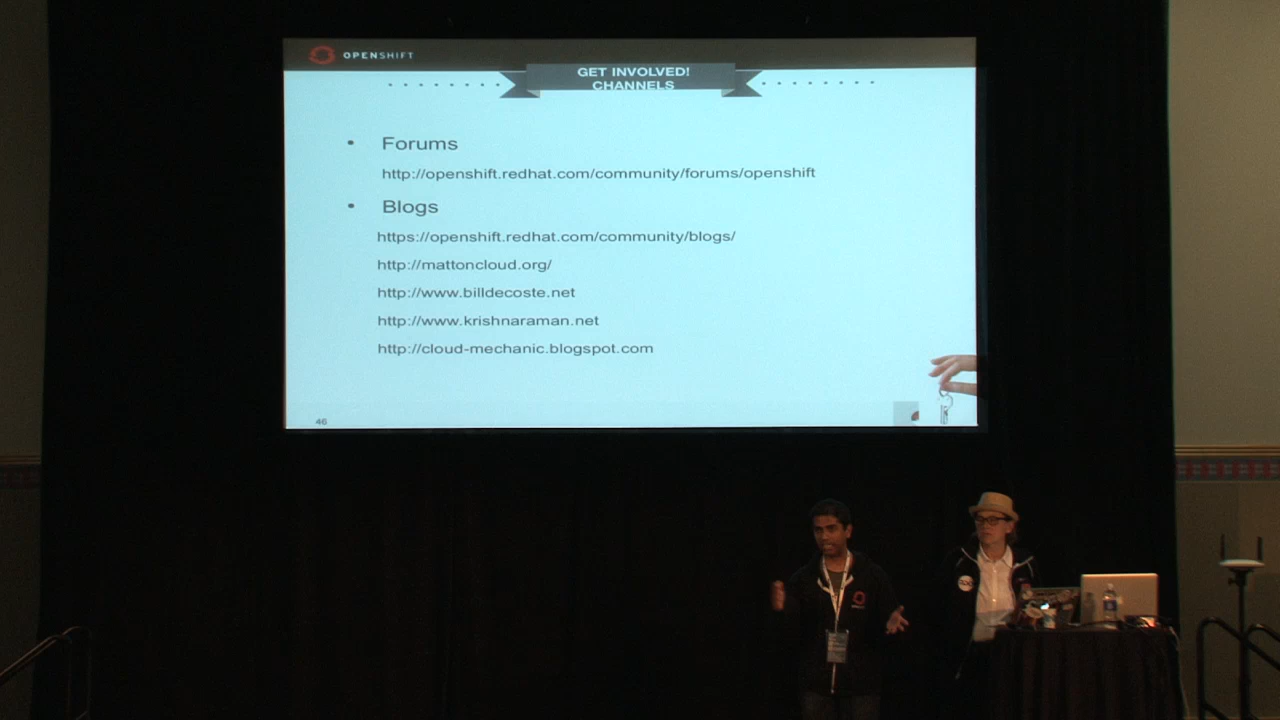 OPENSHIFT
GET INVOLVED!
CHANNELS
• Forums
http://openshift.redhat.com/community/forums/openshift
• Blogs
https://openshift.redhat.com/community/blogs/
http://mattoncloud.org/
http://www.billdecoste.net
http://www.krishnaraman.net
http://cloud-mechanic.blogspot.com
46